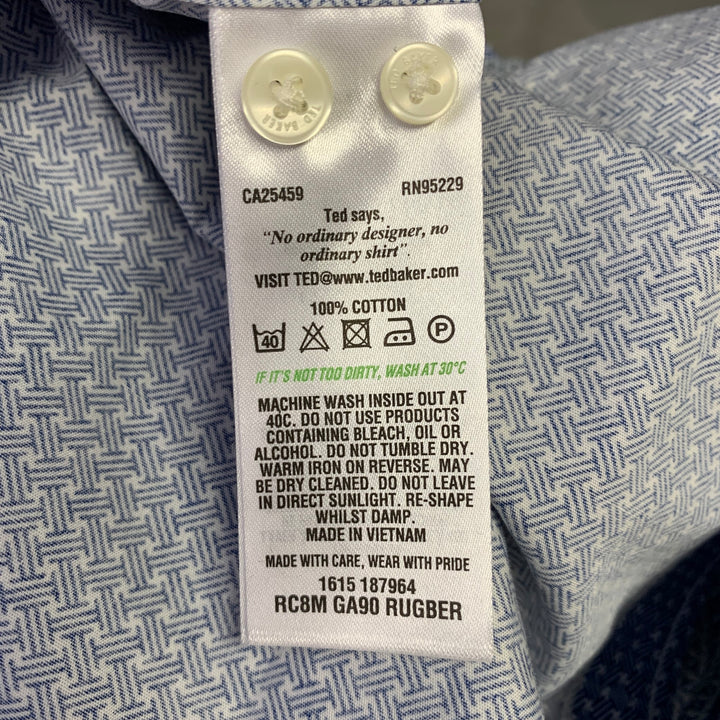 TED BAKER
CA25459 RN95229
Ted says,
"No ordinary designer, no
ordinary shirt".
VISIT TED@www.tedbaker.com
100% COTTON
40 P
IF IT'S NOT TOO DIRTY, WASH AT 30°C
MACHINE WASH INSIDE OUT AT
40C. DO NOT USE PRODUCTS
CONTAINING BLEACH, OIL OR
ALCOHOL. DO NOT TUMBLE DRY.
WARM IRON ON REVERSE. MAY
BE DRY CLEANED. DO NOT LEAVE
IN DIRECT SUNLIGHT. RE-SHAPE
WHILST DAMP.
MADE IN VIETNAM
MADE WITH CARE, WEAR WITH PRIDE
1615 187964
RC8M GA90 RUGBER